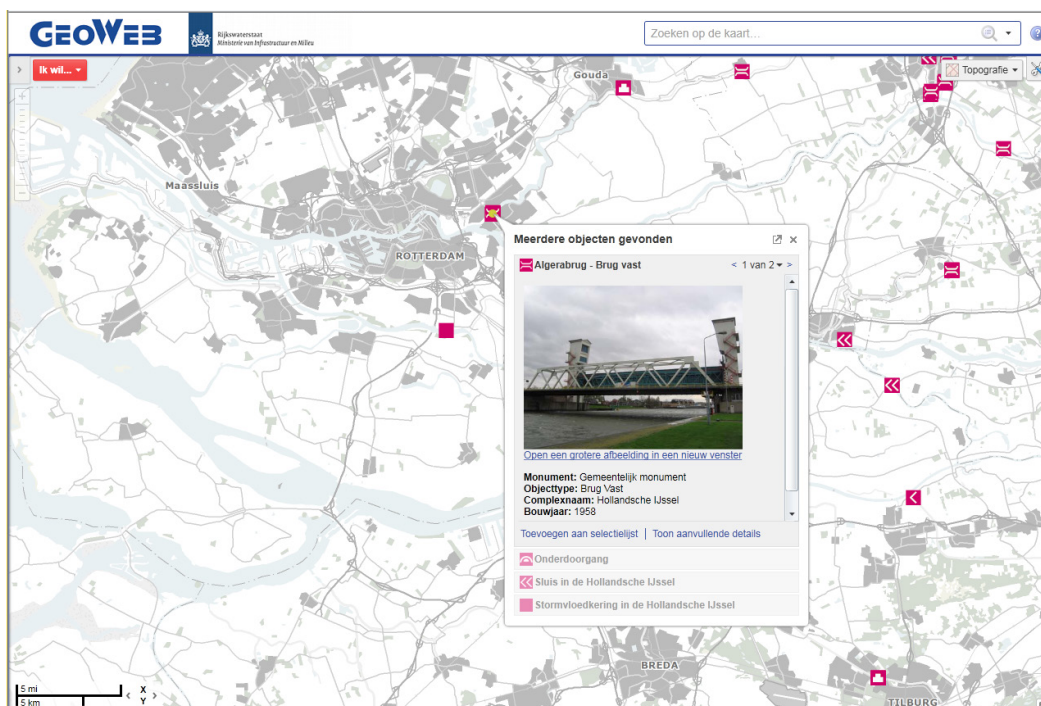 GEOWEB
Rijkswaterstaat
Ministerie van Infrastructuur en Milieu
Zoeken op de kaart...
Ik wil...
Topografie
Gouda
Maassluis
ROTTERDAM
Meerdere objecten gevonden
Algerabrug - Brug vast
< 1 van 2 >
Open een grotere afbeelding in een nieuw venster
Monument: Gemeentelijk monument
Objecttype: Brug Vast
Complexnaam: Hollandsche IJssel
Bouwjaar: 1958
Toevoegen aan selectielijst | Toon aanvullende details
Onderdoorgang
Sluis in de Hollandsche IJssel
Stormvloedkering in de Hollandsche IJssel
BREDA
TILBURG
5 mi
5 km
X
Y